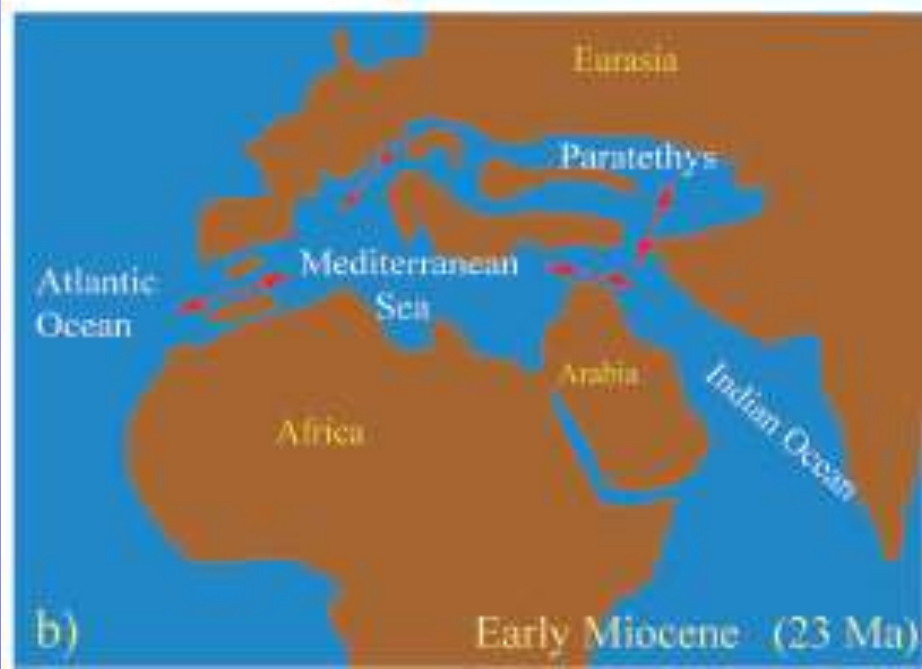 Eurasia
Paratethys
Atlantic
Ocean
Mediterranean
Sea
Arabia
Indian Ocean
Africa
b)
Early Miocene (23 Ma)